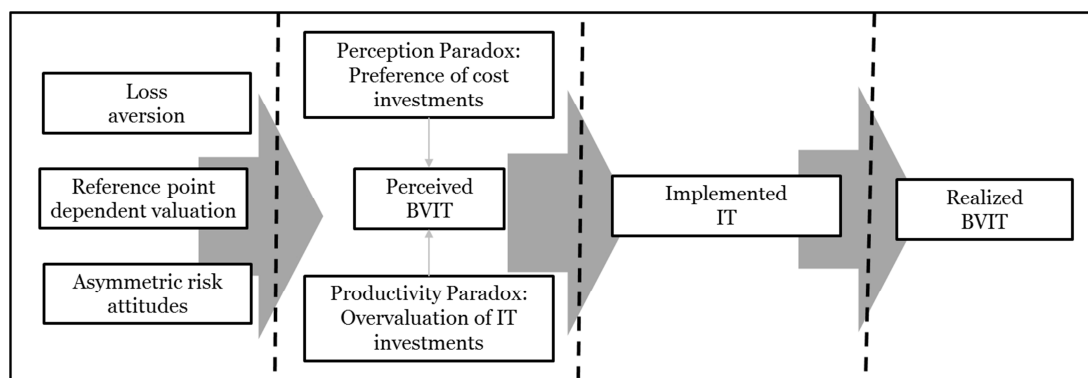 Loss
aversion
Reference point
dependent valuation
Asymmetric risk
attitudes
Perception Paradox:
Preference of cost
investments
Perceived
BVIT
Productivity Paradox:
Overvaluation of IT
investments
Implemented
IT
Realized
BVIT